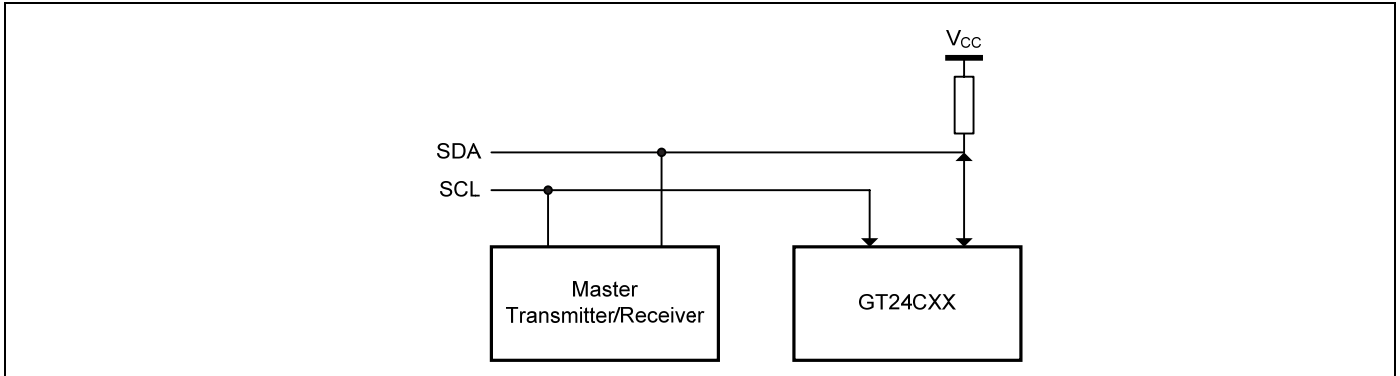 VCC
SDA
SCL
Master
Transmitter/Receiver
GT24CXX